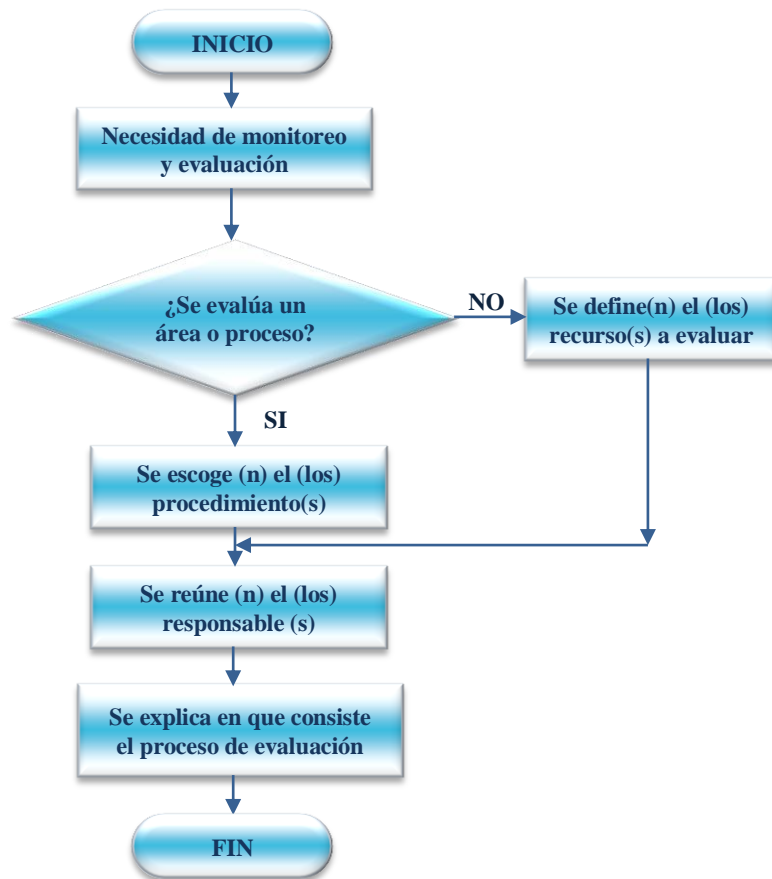 INICIO
Necesidad de monitoreo
y evaluación
¿Se evalúa un
área o proceso?
NO
Se define(n) el (los)
recurso(s) a evaluar
SI
Se escoge (n) el (los)
procedimiento(s)
Se reúne (n) el (los)
responsable (s)
Se explica en que consiste
el proceso de evaluación
FIN